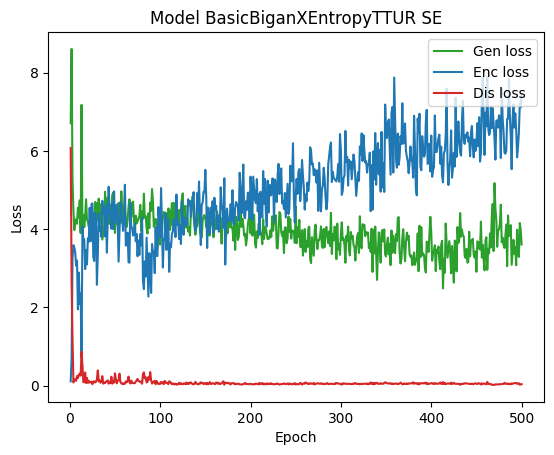 Model BasicBiganXEntropyTTUR SE
Gen loss
Enc loss
Dis loss
8
6
4
2
0
Loss
0 100 200 300 400 500
Epoch